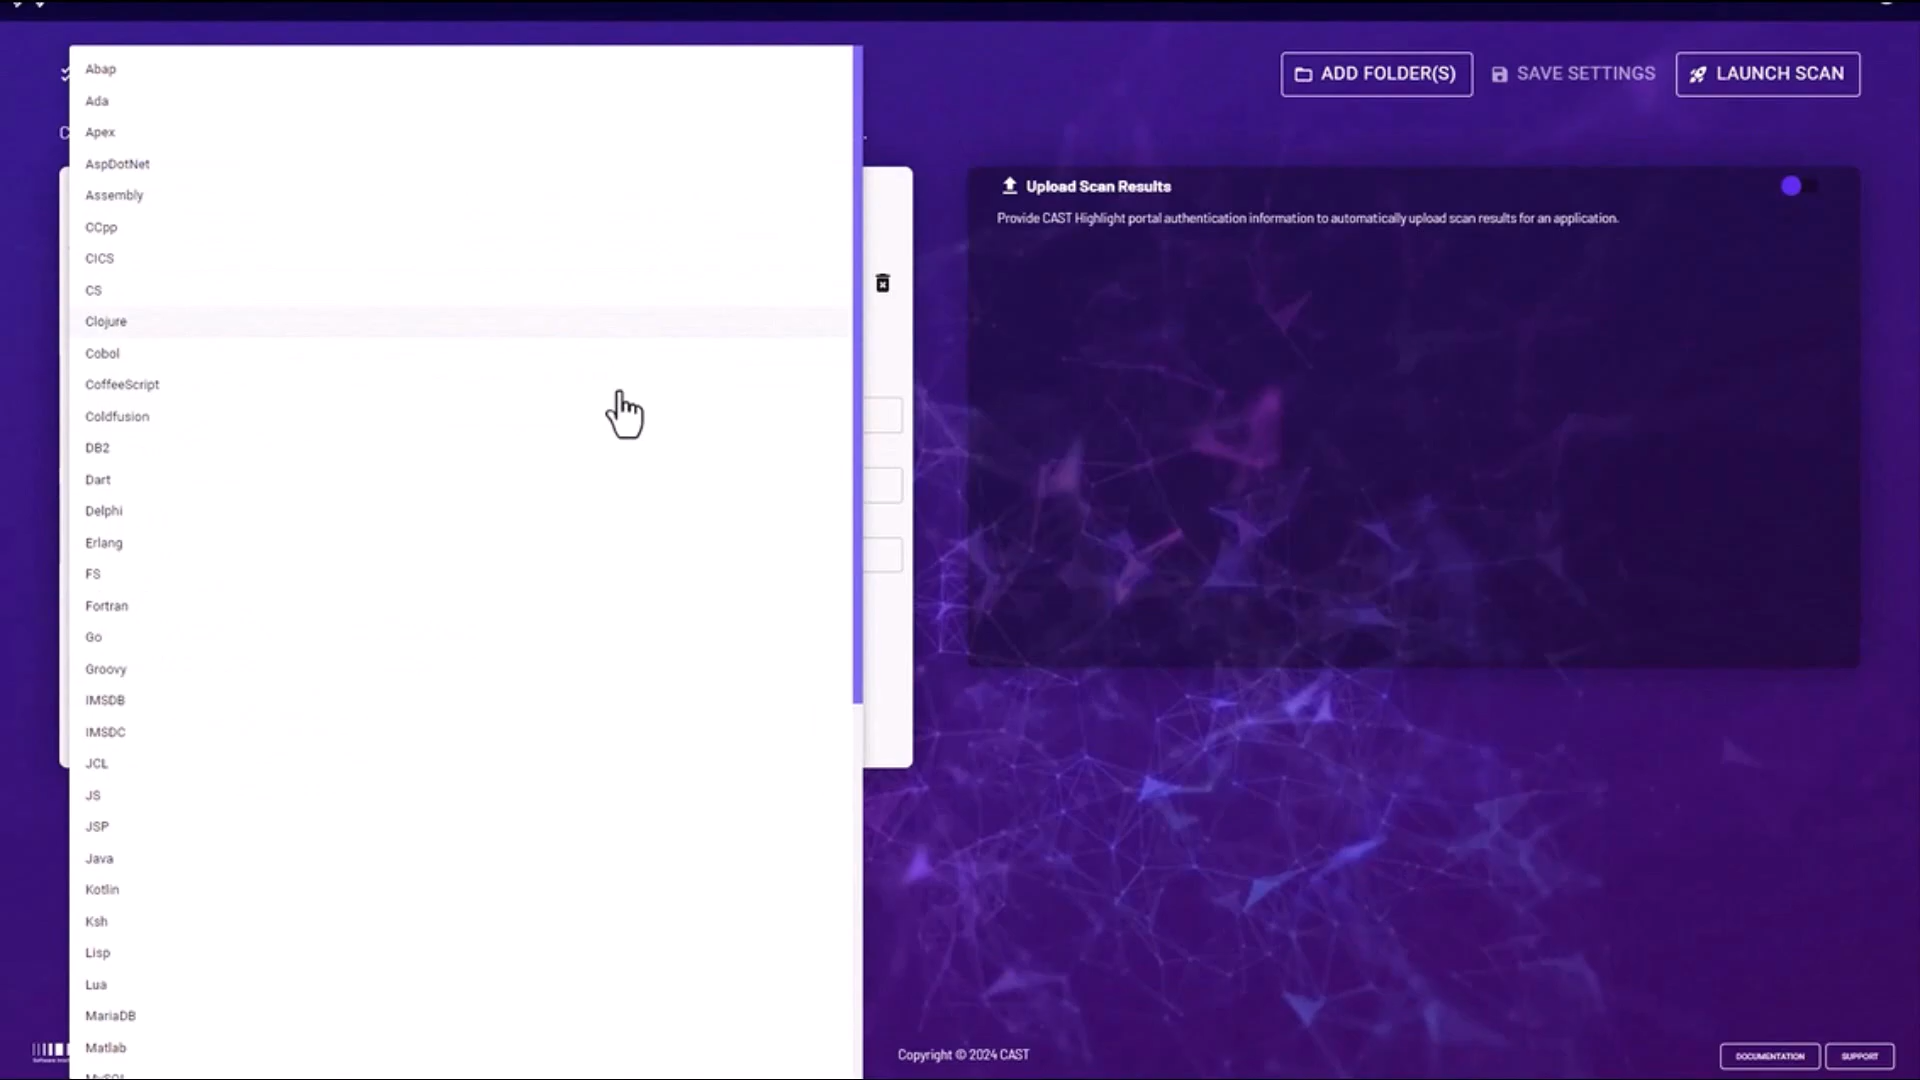 Abap
Ada
Apex
AspDotNet
Assembly
CCpp
CICS
CS
Clojure
Cobol
CoffeeScript
Coldfusion
DB2
Dart
Delphi
Erlang
FS
Fortran
Go
Groovy
IMSDB
IMSDC
JCL
JS
JSP
Java
Kotlin
Ksh
Lisp
Lua
MariaDB
Matlab
MySQL
ADD FOLDER(S)
SAVE SETTINGS
LAUNCH SCAN
Upload Scan Results
Provide CAST Highlight portal authentication information to automatically upload scan results for an application.
Copyright © 2024 CAST
DOCUMENTATION
SUPPORT